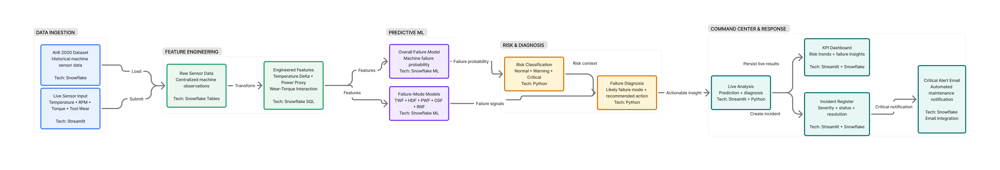 DATA INGESTION
AI4I 2020 Dataset
Historical machine
sensor data
Tech: Snowflake
Live Sensor Input
Temperature • RPM •
Torque • Tool Wear
Tech: Streamlit
Load
Submit
FEATURE ENGINEERING
Raw Sensor Data
Centralized machine
observations
Tech: Snowflake Tables
Transform
Engineered Features
Temperature Delta •
Power Proxy
Wear-Torque Interaction
Tech: Snowflake SQL
Features
Features
PREDICTIVE ML
Overall Failure Model
Machine failure
probability
Tech: Snowflake ML
Failure-Mode Models
TWF • HDF • PWF • OSF
• RNF
Tech: Snowflake ML
Failure probability
Failure signals
RISK & DIAGNOSIS
Risk Classification
Normal • Warning •
Critical
Tech: Python
Risk context
Failure Diagnosis
Likely failure mode +
recommended action
Tech: Python
Actionable insight
COMMAND CENTER & RESPONSE
Live Analysis
Prediction + diagnosis
Tech: Streamlit + Python
Persist live results
Create incident
KPI Dashboard
Risk trends + failure insights
Tech: Streamlit + Snowflake
Incident Register
Severity + status +
resolution
Tech: Streamlit + Snowflake
Critical notification
Critical Alert Email
Automated
maintenance
notification
Tech: Snowflake
Email Integration